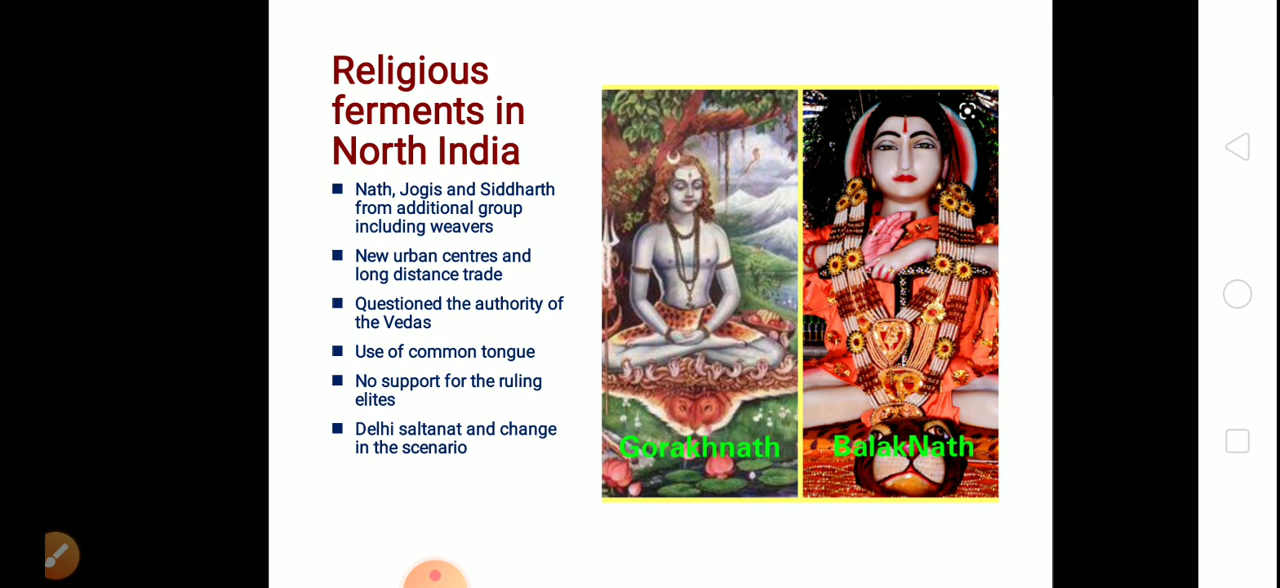 Religious
ferments in
North India
Nath, Jogis and Siddharth
from additional group
including weavers
New urban centres and
long distance trade
Questioned the authority of
the Vedas
Use of common tongue
No support for the ruling
elites
Delhi saltanat and change
in the scenario
Gorakhnath
BalakNath